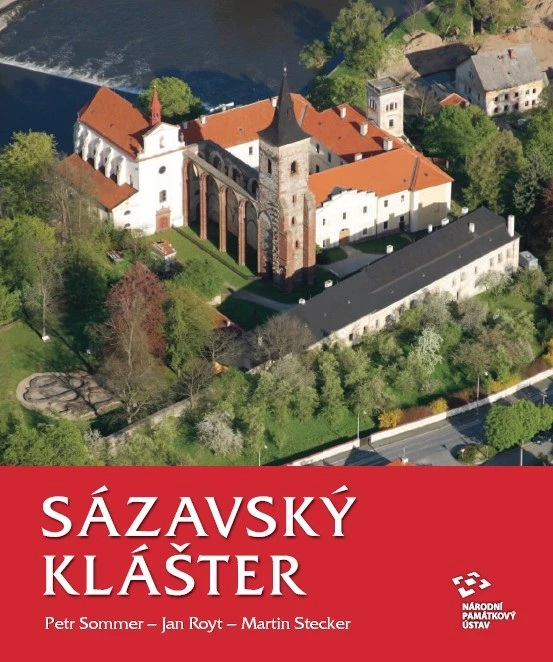 SÁZAVSKÝ
KLÁŠTER
Petr Sommer – Jan Royt – Martin Stecker
NÁRODNÍ
PAMÁTKOVÝ
ÚSTAV